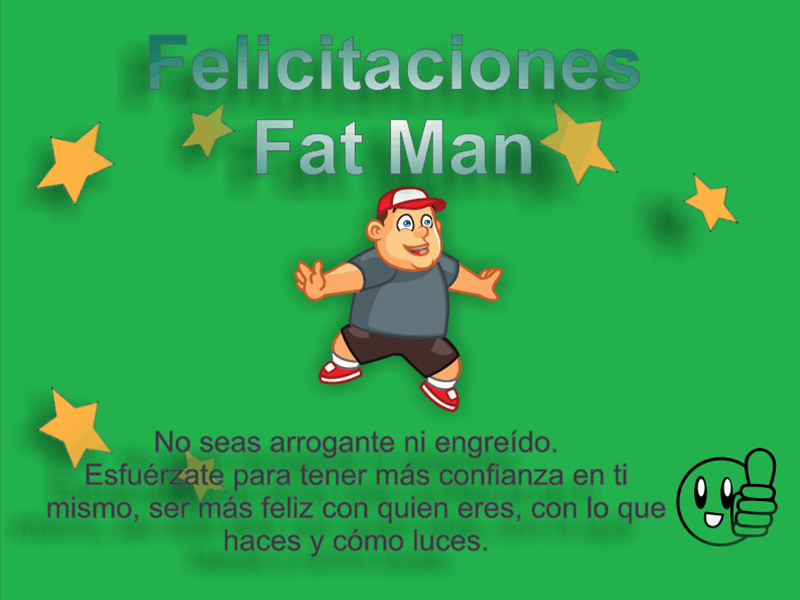 Felicitaciones
Fat Man
No seas arrogante ni engreído.
Esfuérzate para tener más confianza en ti
mismo, ser más feliz con quien eres, con lo que
haces y cómo luces.